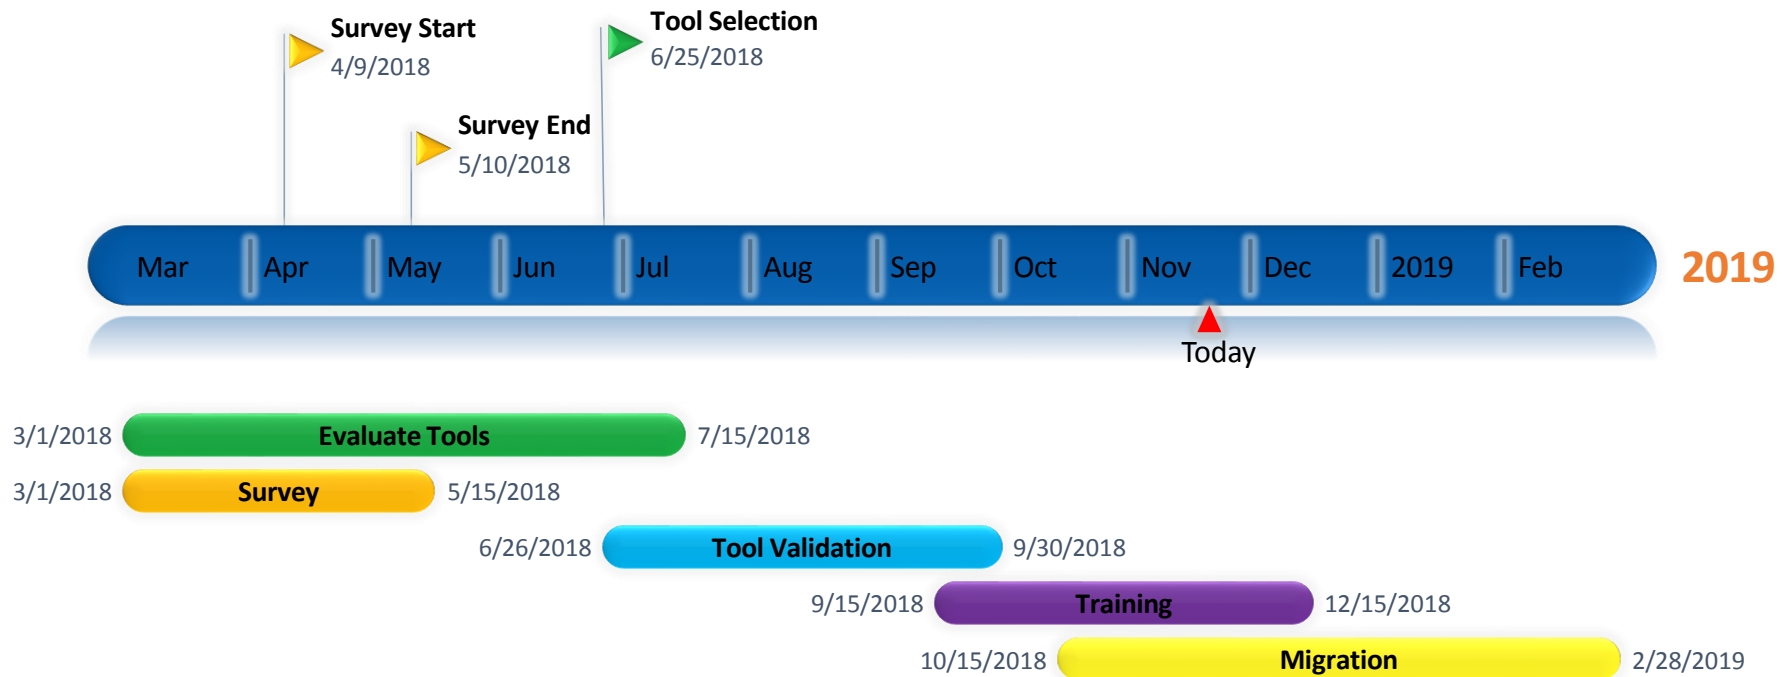 Survey Start
4/9/2018
Tool Selection
6/25/2018
Survey End
5/10/2018
Mar Apr May Jun Jul Aug Sep Oct Nov Dec 2019 Feb
2019
Today
3/1/2018 Evaluate Tools 7/15/2018
3/1/2018 Survey 5/15/2018
6/26/2018 Tool Validation 9/30/2018
9/15/2018 Training 12/15/2018
10/15/2018 Migration 2/28/2019